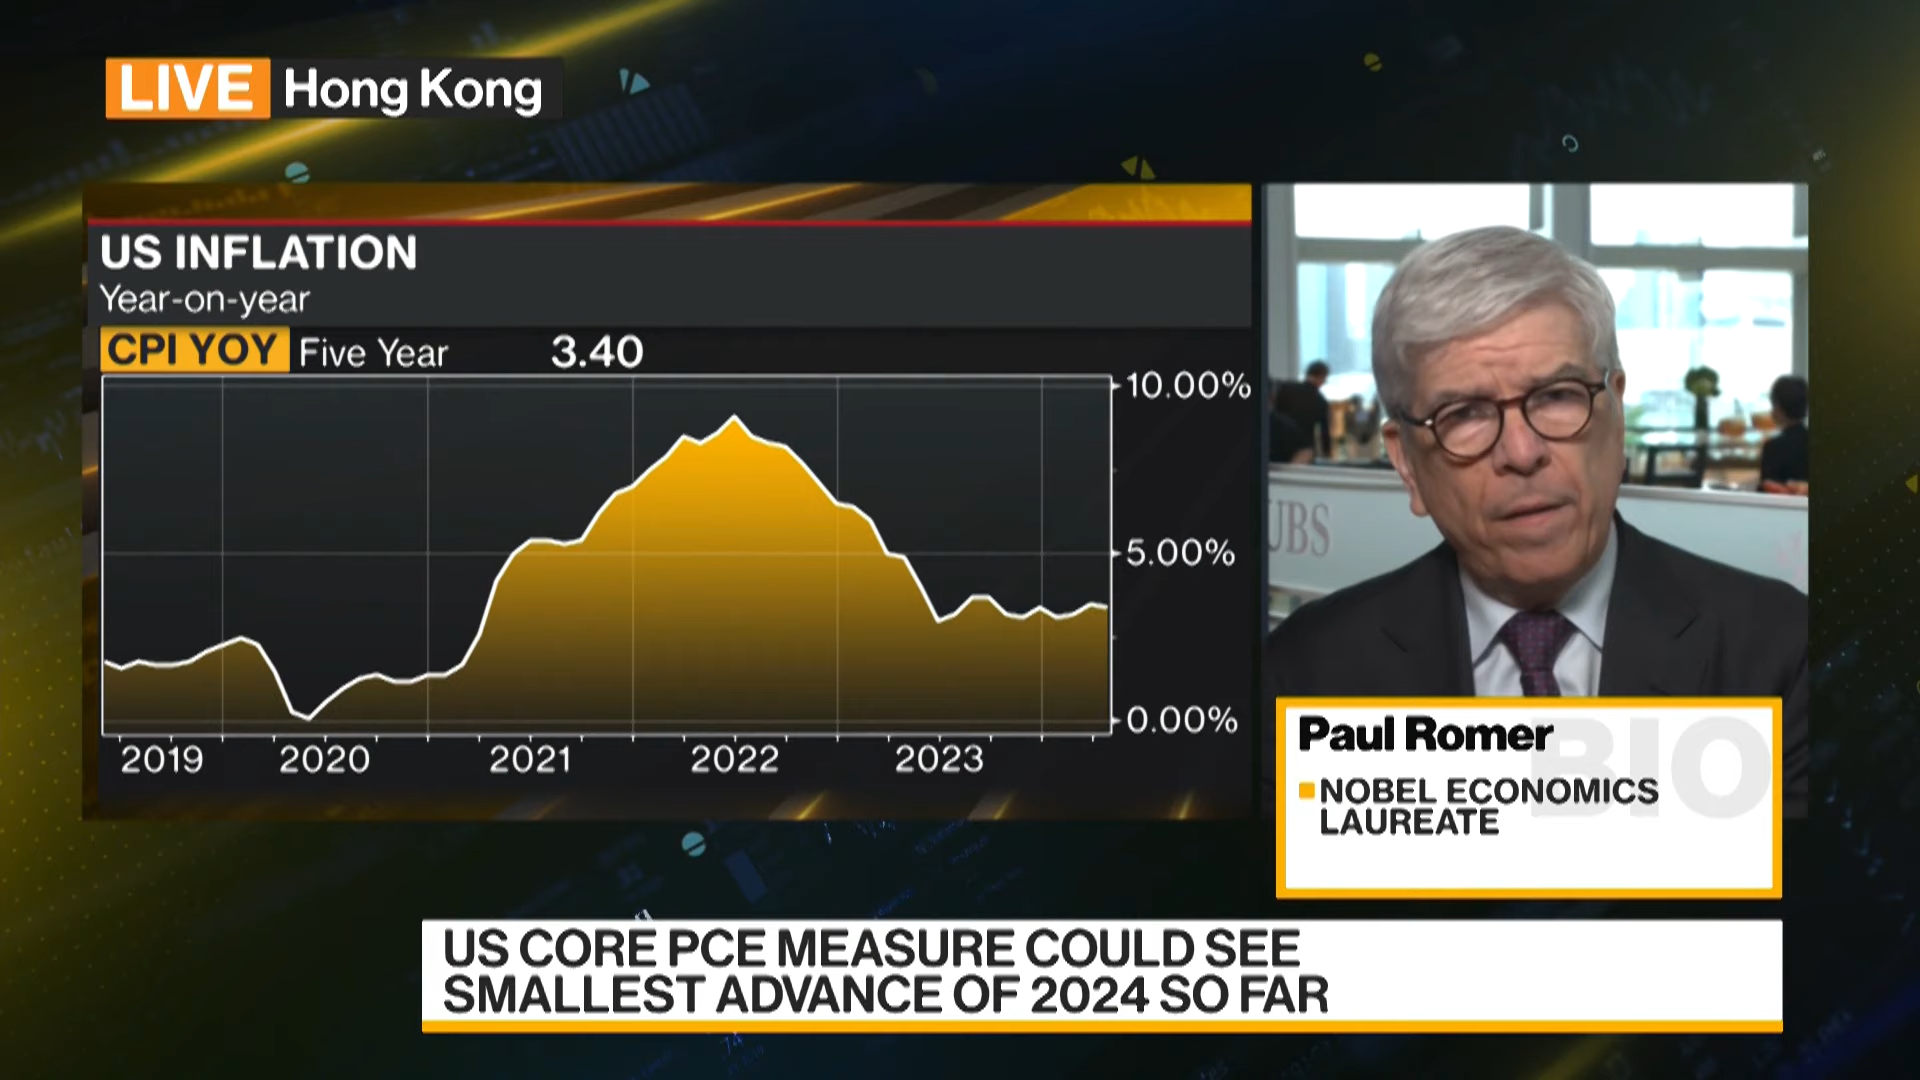 LIVE Hong Kong
US INFLATION
Year-on-year
CPI YOY Five Year 3.40
10.00%
5.00%
0.00%
2019 2020 2021 2022 2023
UBS
BIO
Paul Romer
NOBEL ECONOMICS
LAUREATE
US CORE PCE MEASURE COULD SEE
SMALLEST ADVANCE OF 2024 SO FAR